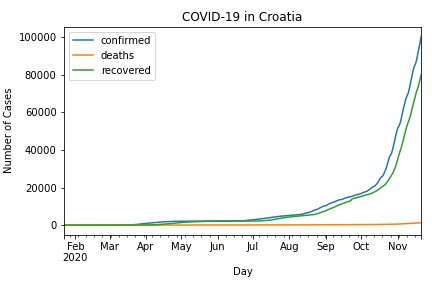 COVID-19 in Croatia
confirmed
deaths
recovered
Number of Cases
100000
80000
60000
40000
20000
0
Feb Mar Apr May Jun Jul Aug Sep Oct Nov
2020
Day